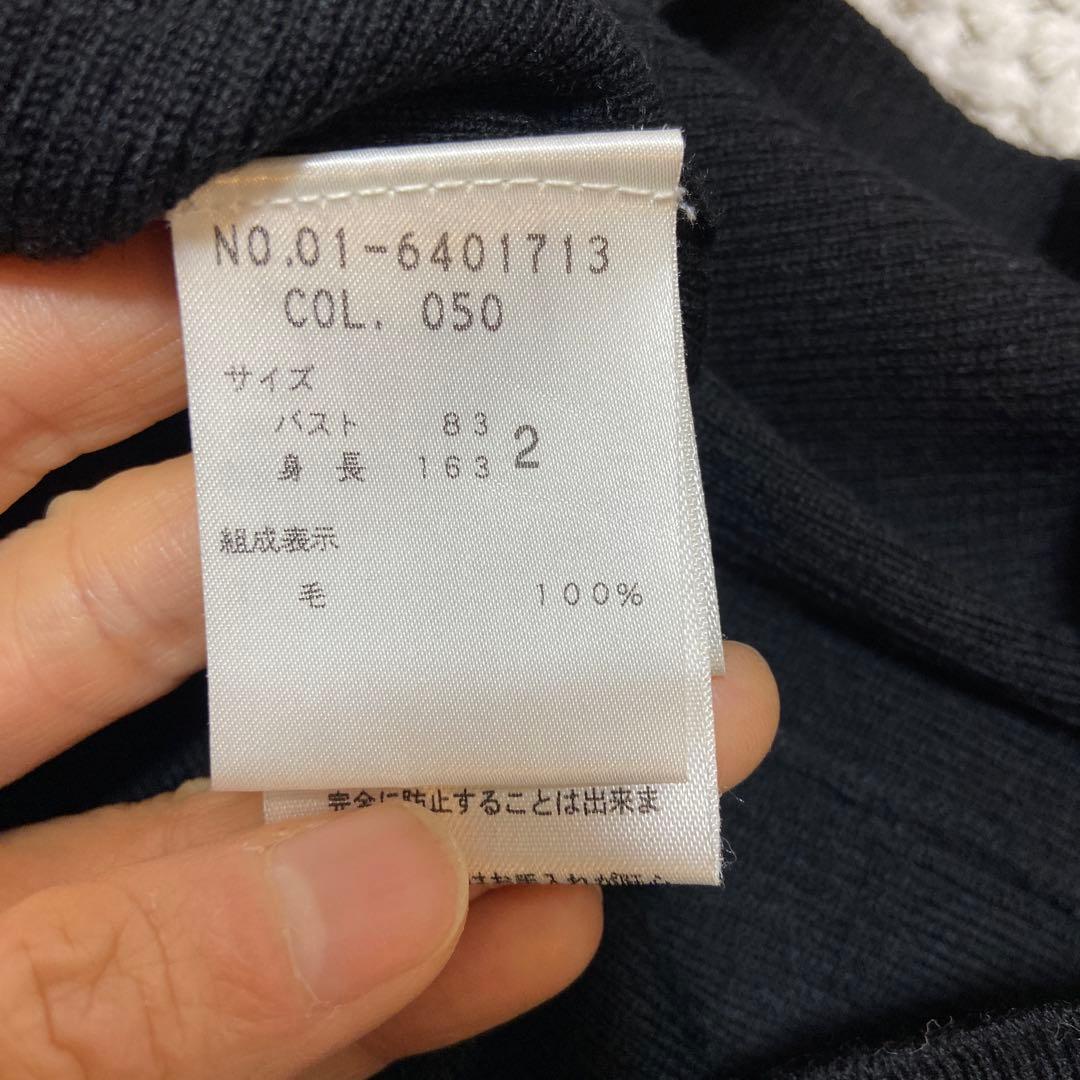 NO.01-6401713
COL. 050
サイズ
バスト 83
身長 163 2
組成表示
毛 100%
完全に防止することは出来ま